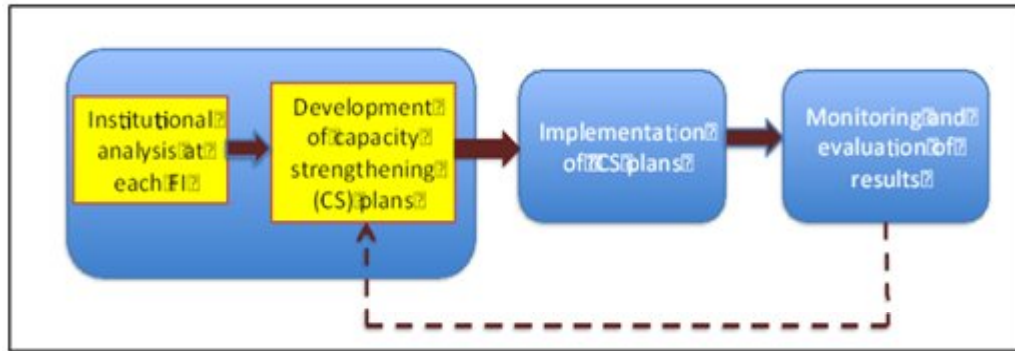 Institutional
analysis at
each FI
Development
of capacity
strengthening
(CS) plans
Implementation
of CS plans
Monitoring and
evaluation of
results